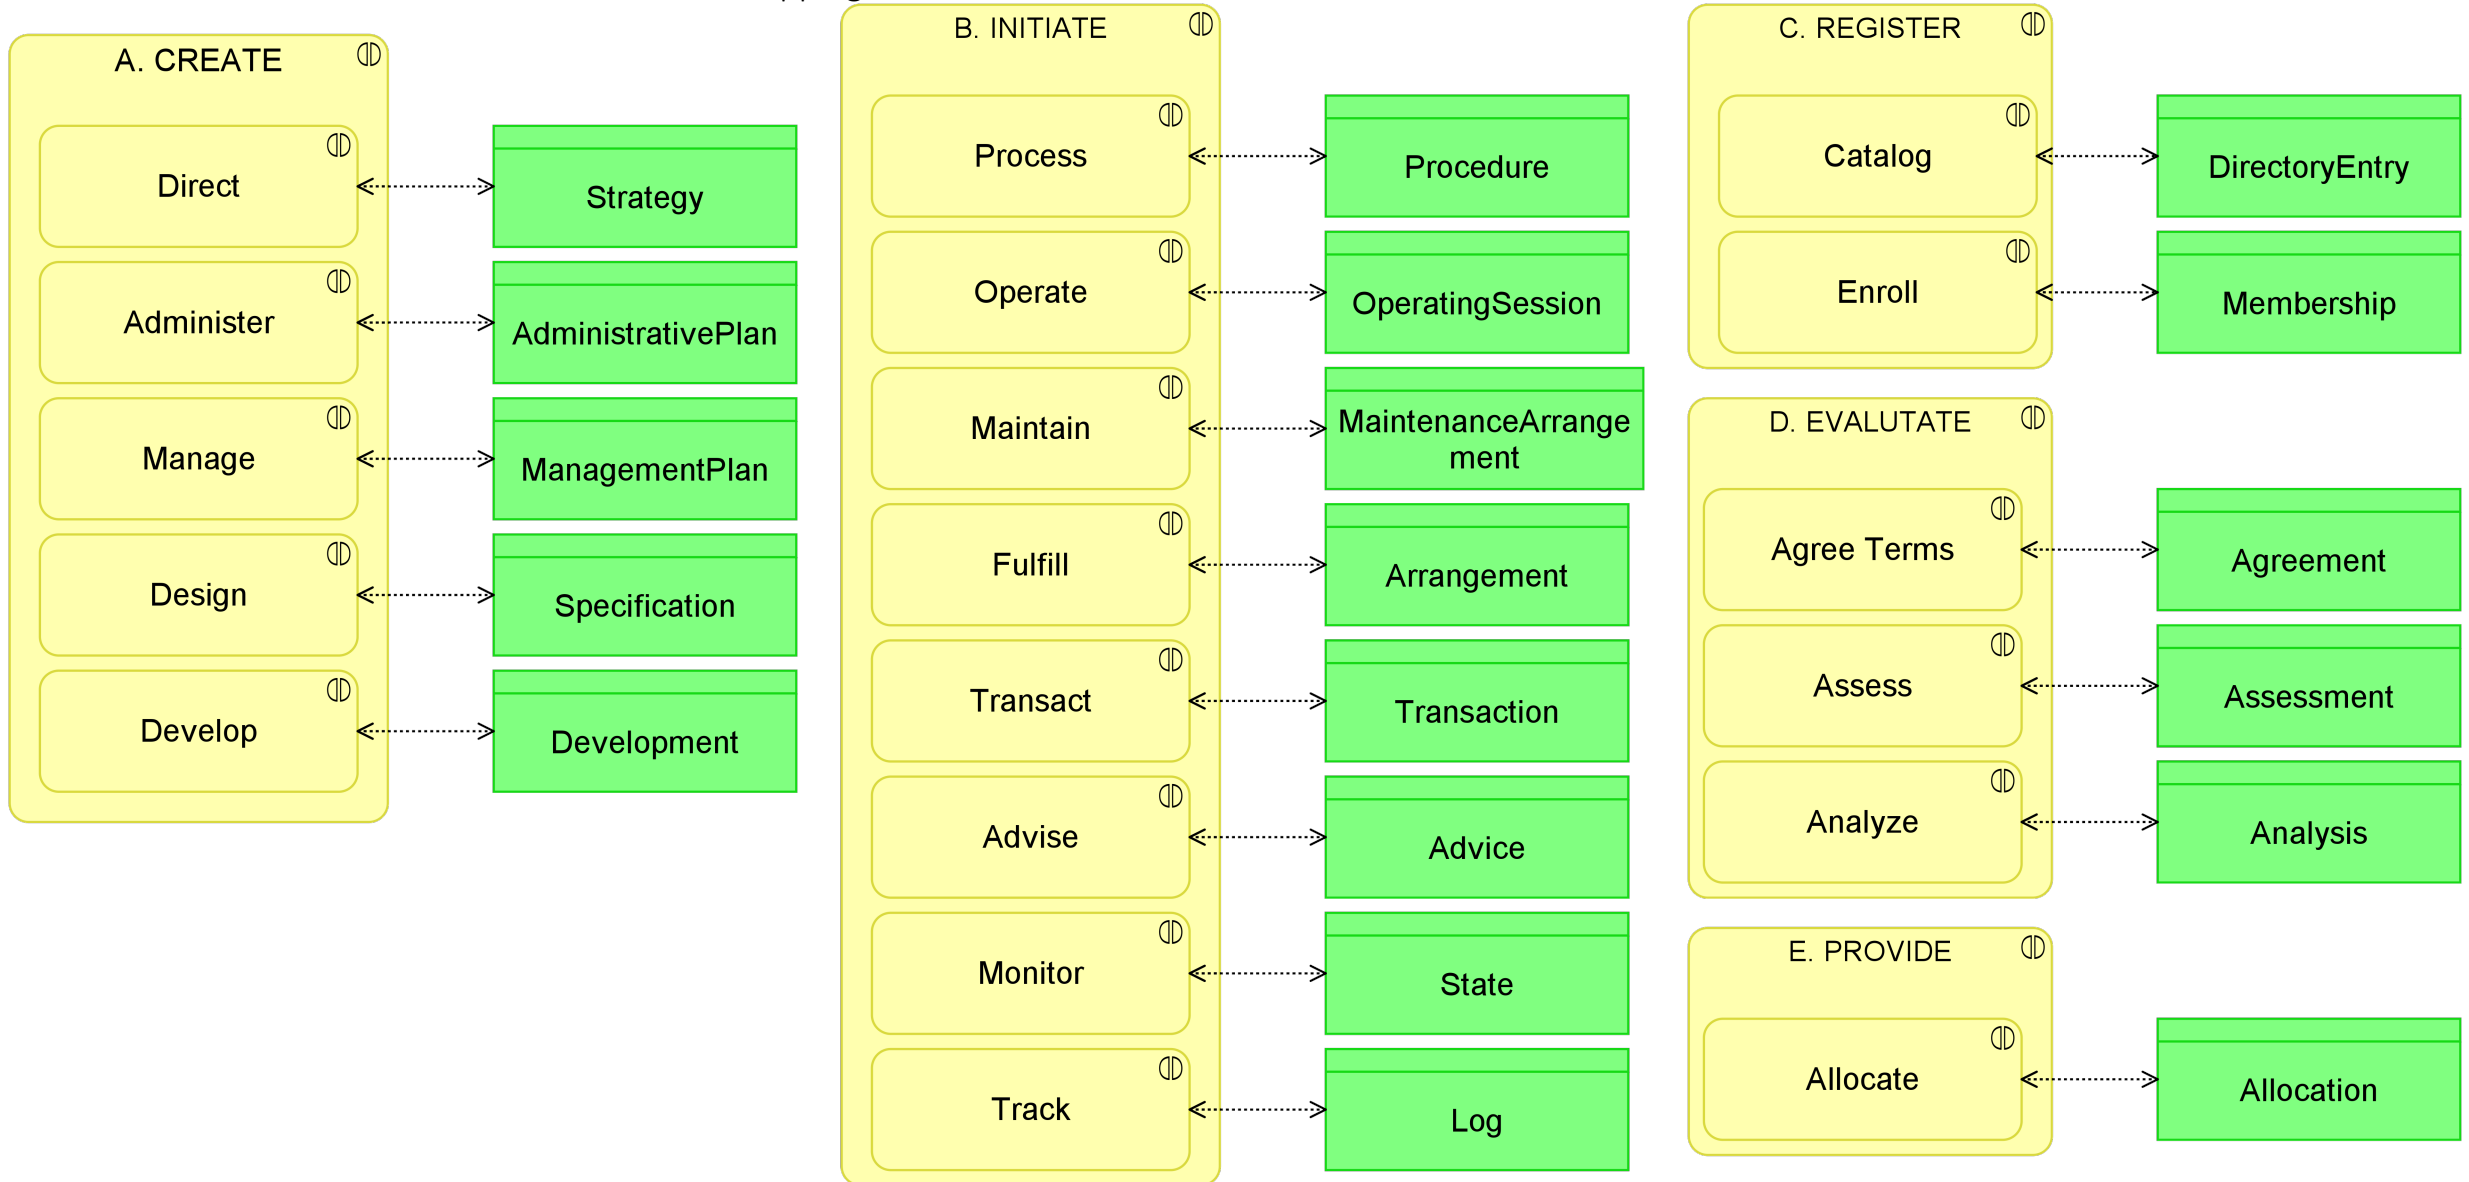 A. CREATE
Direct
Strategy
Administer
AdministrativePlan
Manage
ManagementPlan
Design
Specification
Develop
Development
B. INITIATE
Process
Procedure
Operate
OperatingSession
Maintain
MaintenanceArrange
ment
Fulfill
Arrangement
Transact
Transaction
Advise
Advice
Monitor
State
Track
Log
C. REGISTER
Catalog
DirectoryEntry
Enroll
Membership
D. EVALUTATE
Agree Terms
Agreement
Assess
Assessment
Analyze
Analysis
E. PROVIDE
Allocate
Allocation